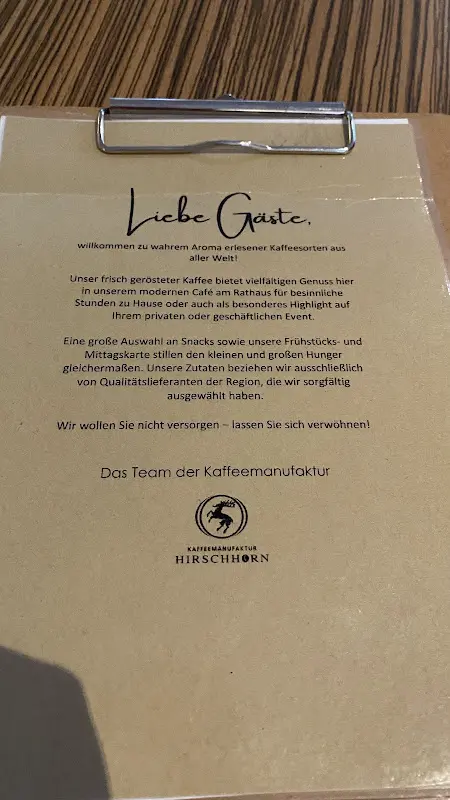 Liebe Gäste,
willkommen zu wahrem Aroma erlesener Kaffeesorten aus
aller Welt!
Unser frisch gerösteter Kaffee bietet vielfältigen Genuss hier
in unserem modernen Café am Rathaus für besinnliche
Stunden zu Hause oder auch als besonderes Highlight auf
Ihrem privaten oder geschäftlichen Event.
Eine große Auswahl an Snacks sowie unsere Frühstücks- und
Mittagskarte stillen den kleinen und großen Hunger
gleichermaßen. Unsere Zutaten beziehen wir ausschließlich
von Qualitätslieferanten der Region, die wir sorgfältig
ausgewählt haben.
Wir wollen Sie nicht versorgen – lassen Sie sich verwöhnen!
Das Team der Kaffeemanufaktur
KAFFEEMANUFAKTUR
HIRSCHHORN